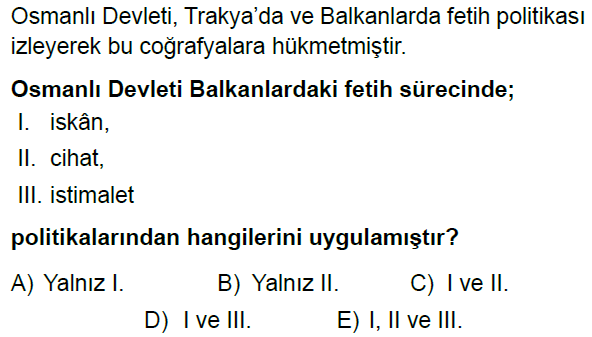 Osmanlı Devleti, Trakya’da ve Balkanlarda fetih politikası
izleyerek bu coğrafyalara hükmetmiştir.
Osmanlı Devleti Balkanlardaki fetih sürecinde;
I. iskân,
II. cihat,
III. istimalet
politikalarından hangilerini uygulamıştır?
A) Yalnız I. B) Yalnız II. C) I ve II.
D) I ve III. E) I, II ve III.